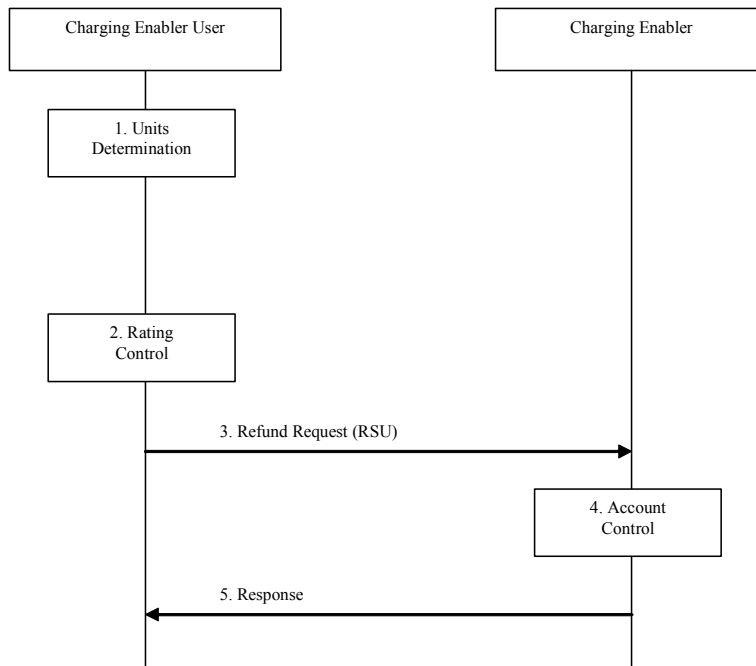 Charging Enabler User
Charging Enabler
1. Units
Determination
2. Rating
Control
3. Refund Request (RSU)
4. Account
Control
5. Response